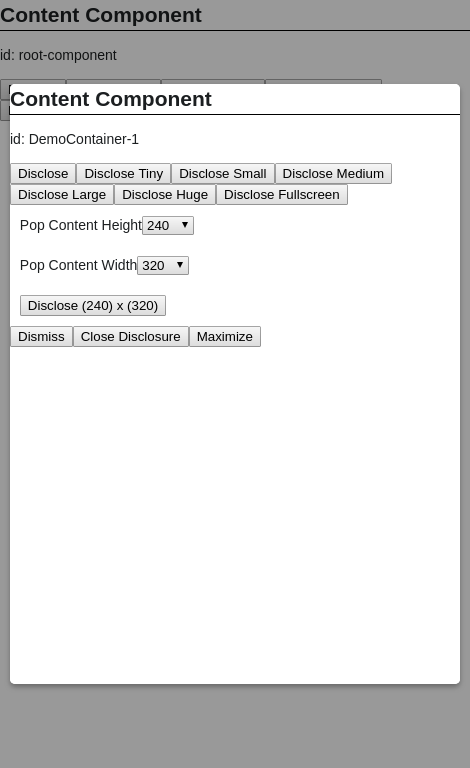 Content Component
id: root-component
Content Component
id: DemoContainer-1
Disclose Disclose Tiny Disclose Small Disclose Medium
Disclose Large Disclose Huge Disclose Fullscreen
Pop Content Height 240
Pop Content Width 320
Disclose (240) x (320)
Dismiss Close Disclosure Maximize